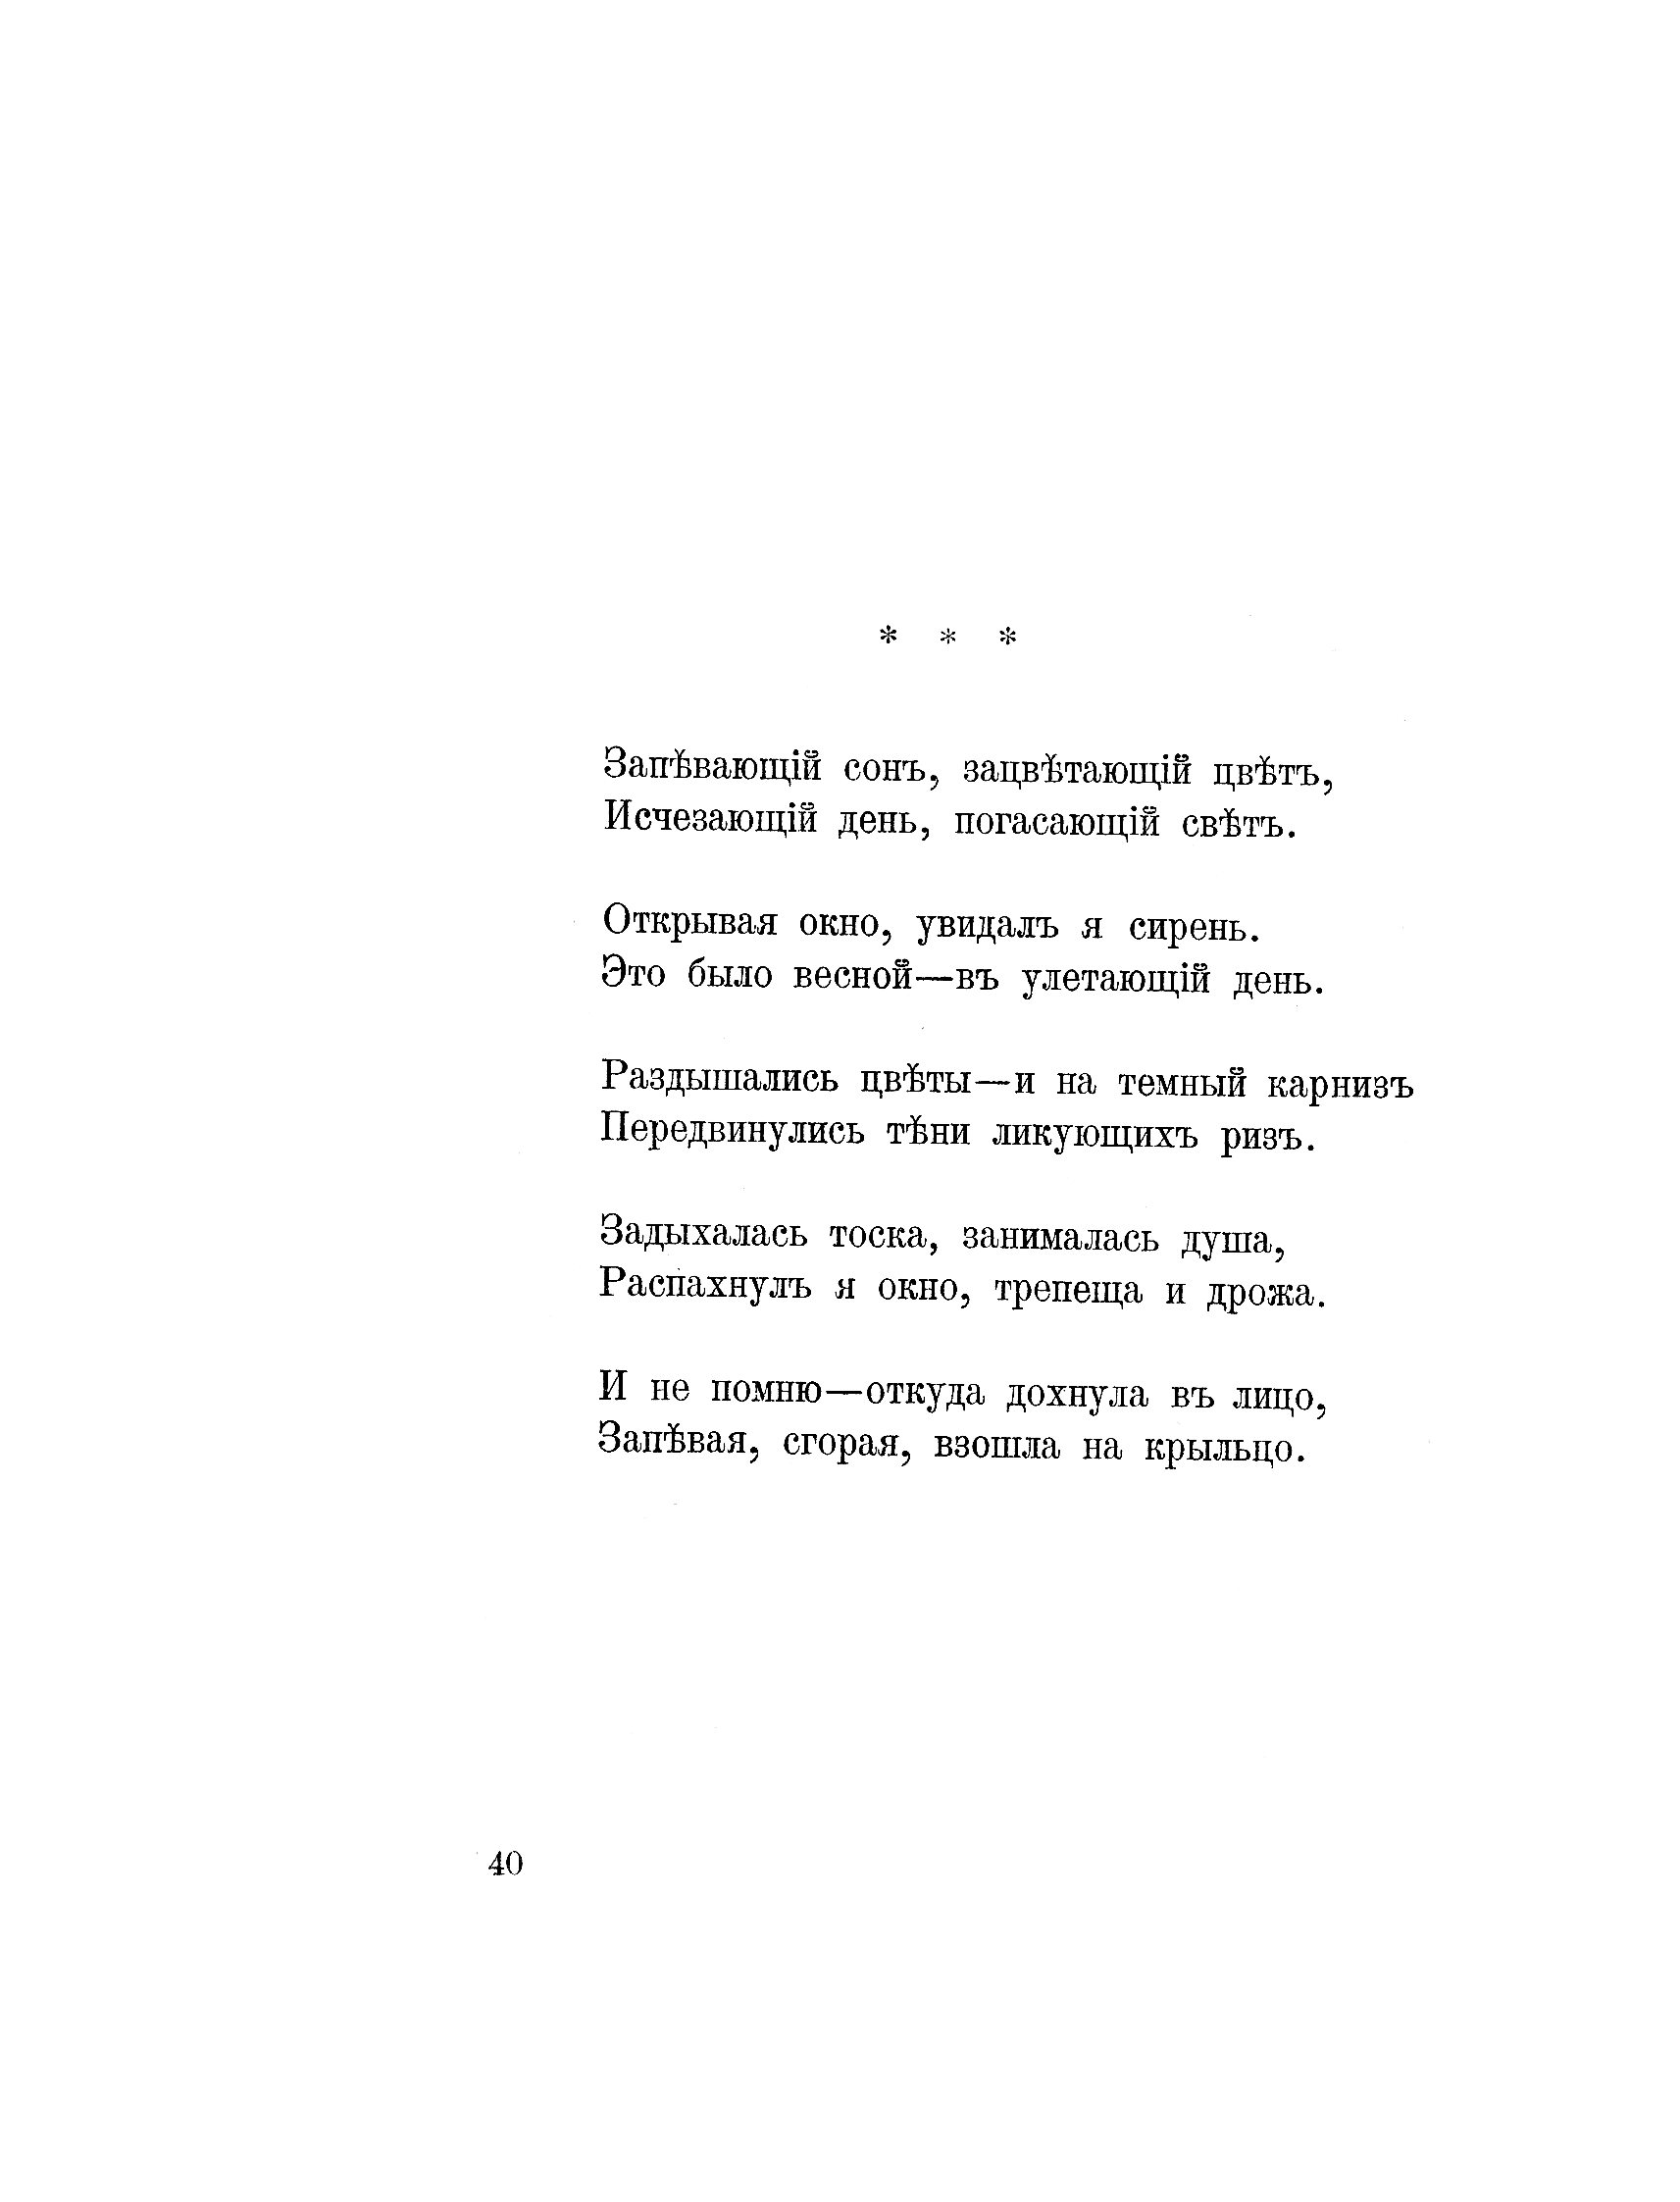 * * *
Запѣвающій сонъ, зацвѣтающій цвѣтъ,
Исчезающій день, погасающій свѣтъ.
Открывая окно, увидалъ я сирень.
Это было весной—въ улетающій день.
Раздышались цвѣты—и на темный карнизъ
Передвинулись тѣни ликующихъ ризъ.
Задыхалась тоска, занималась душа,
Распахнулъ я окно, трепеща и дрожа.
И не помню—откуда дохнула въ лицо,
Запѣвая, сгорая, взошла на крыльцо.
40